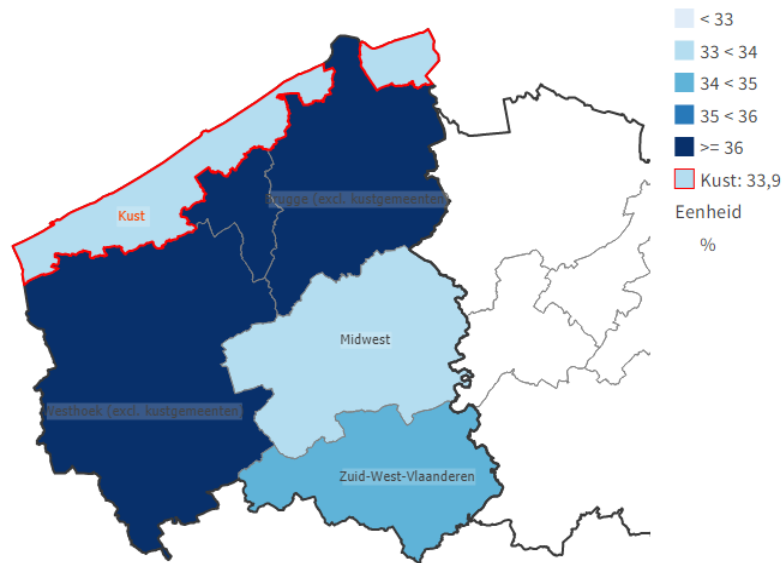 < 33
33 < 34
34 < 35
35 < 36
>= 36
Kust: 33,9
Eenheid
%
Kust
Brugge (excl. kustgemeenten
Midwest
Westhoek (excl. kustgemeenten
Zuid-West-Vlaanderen